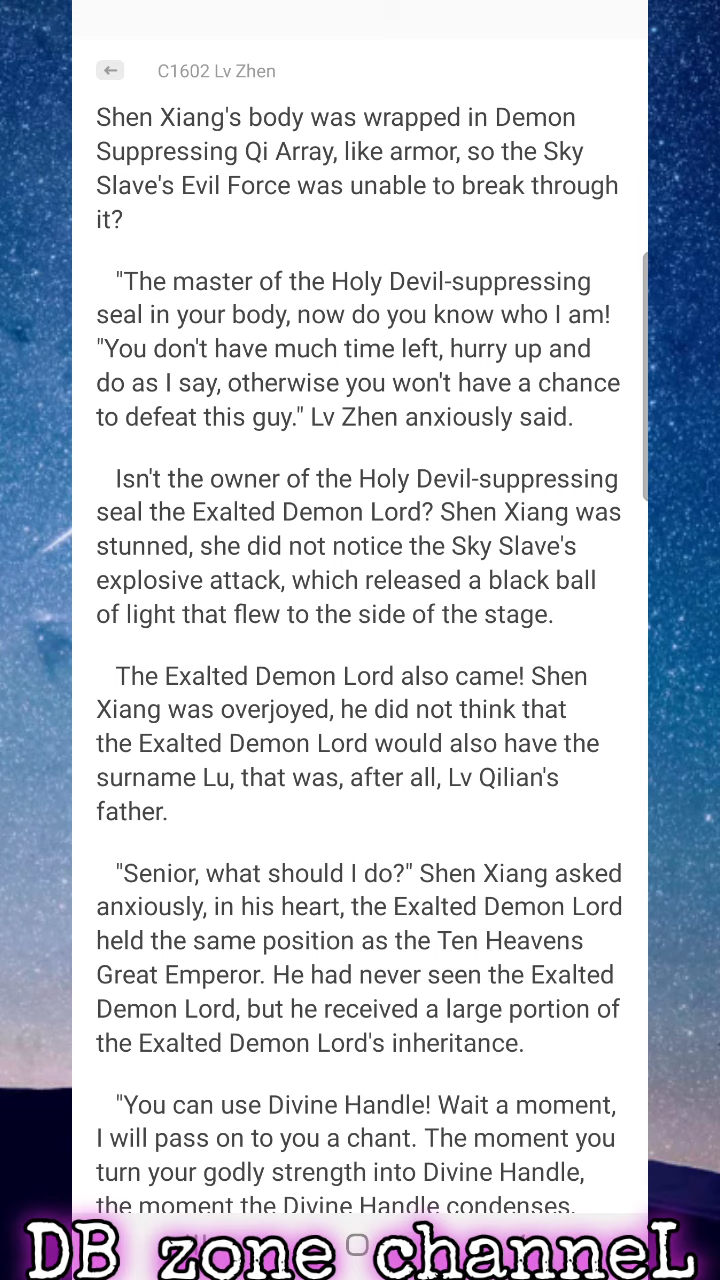 C1602 Lv Zhen
Shen Xiang's body was wrapped in Demon
Suppressing Qi Array, like armor, so the Sky
Slave's Evil Force was unable to break through
it?
"The master of the Holy Devil-suppressing
seal in your body, now do you know who I am!
"You don't have much time left, hurry up and
do as I say, otherwise you won't have a chance
to defeat this guy." Lv Zhen anxiously said.
Isn't the owner of the Holy Devil-suppressing
seal the Exalted Demon Lord? Shen Xiang was
stunned, she did not notice the Sky Slave's
explosive attack, which released a black ball
of light that flew to the side of the stage.
The Exalted Demon Lord also came! Shen
Xiang was overjoyed, he did not think that
the Exalted Demon Lord would also have the
surname Lu, that was, after all, Lv Qilian's
father.
"Senior, what should I do?" Shen Xiang asked
anxiously, in his heart, the Exalted Demon Lord
held the same position as the Ten Heavens
Great Emperor. He had never seen the Exalted
Demon Lord, but he received a large portion of
the Exalted Demon Lord's inheritance.
"You can use Divine Handle! Wait a moment,
I will pass on to you a chant. The moment you
turn your godly strength into Divine Handle,
the moment the Divine Handle condenses,
DB zone channeL